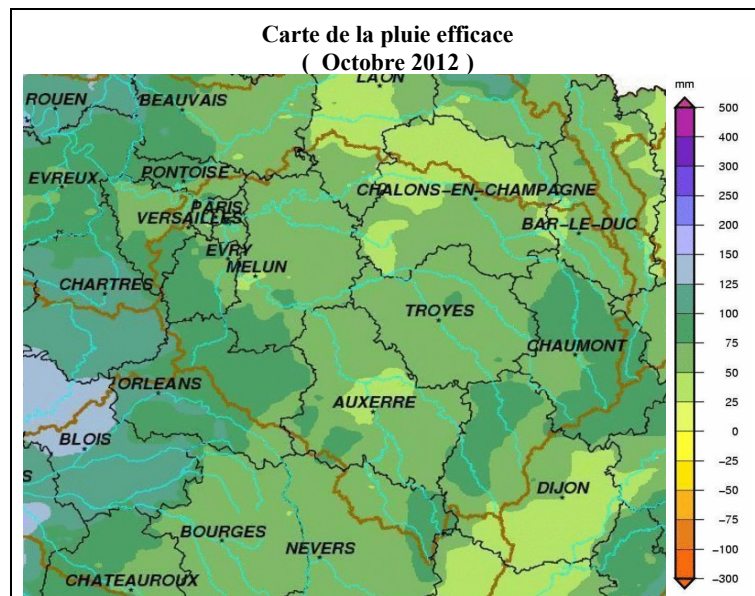 Carte de la pluie efficace
( Octobre 2012 )
mm
LAON
ROUEN
BEAUVAIS
EVREUX
PONTOISE
PARIS
VERSAILLES
CHALONS-EN-CHAMPAGNE
BAR-LE-DUC
EVRY
MELUN
CHARTRES
TROYES
CHAUMONT
ORLEANS
AUXERRE
BLOIS
S
DIJON
BOURGES
NEVERS
CHATEAUROUX
500
400
300
250
200
150
125
100
75
50
25
0
-25
-50
-75
-100
-300